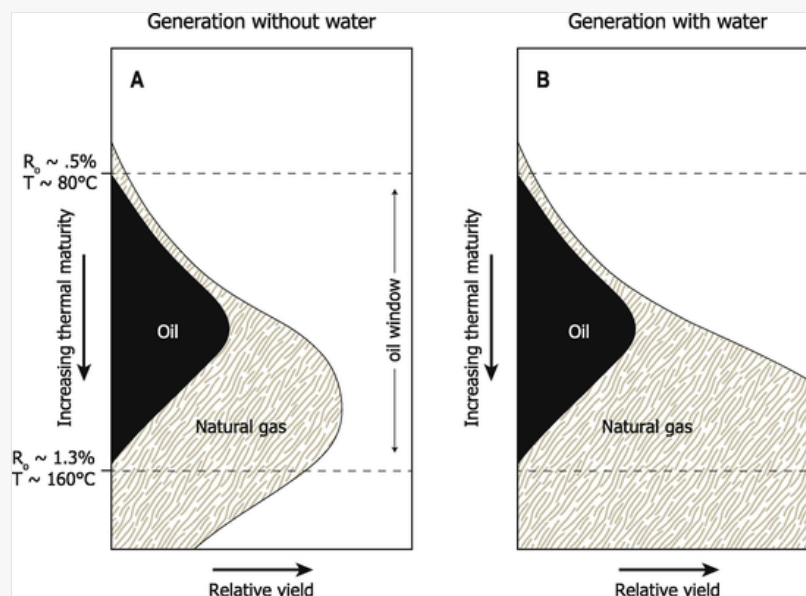 Generation without water
Generation with water
A
B
Rₒ ~ .5%
T ~ 80°C
Increasing thermal maturity
Oil
oil window
Natural gas
Rₒ ~ 1.3%
T ~ 160°C
Relative yield
Increasing thermal maturity
Oil
Natural gas
Relative yield